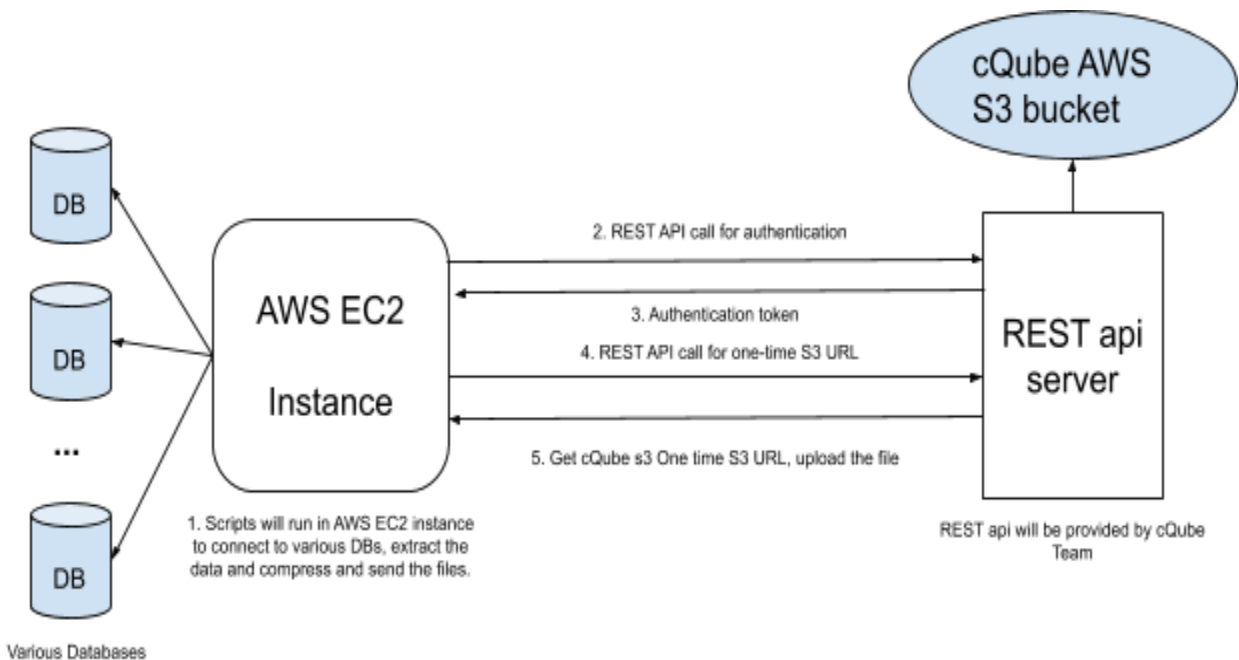 cQube AWS
S3 bucket
DB
2. REST API call for authentication
AWS EC2
Instance
3. Authentication token
REST api
server
DB
4. REST API call for one-time S3 URL
...
5. Get cQube s3 One time S3 URL, upload the file
1. Scripts will run in AWS EC2 instance
to connect to various DBs, extract the
data and compress and send the files.
REST api will be provided by cQube
Team
DB
Various Databases